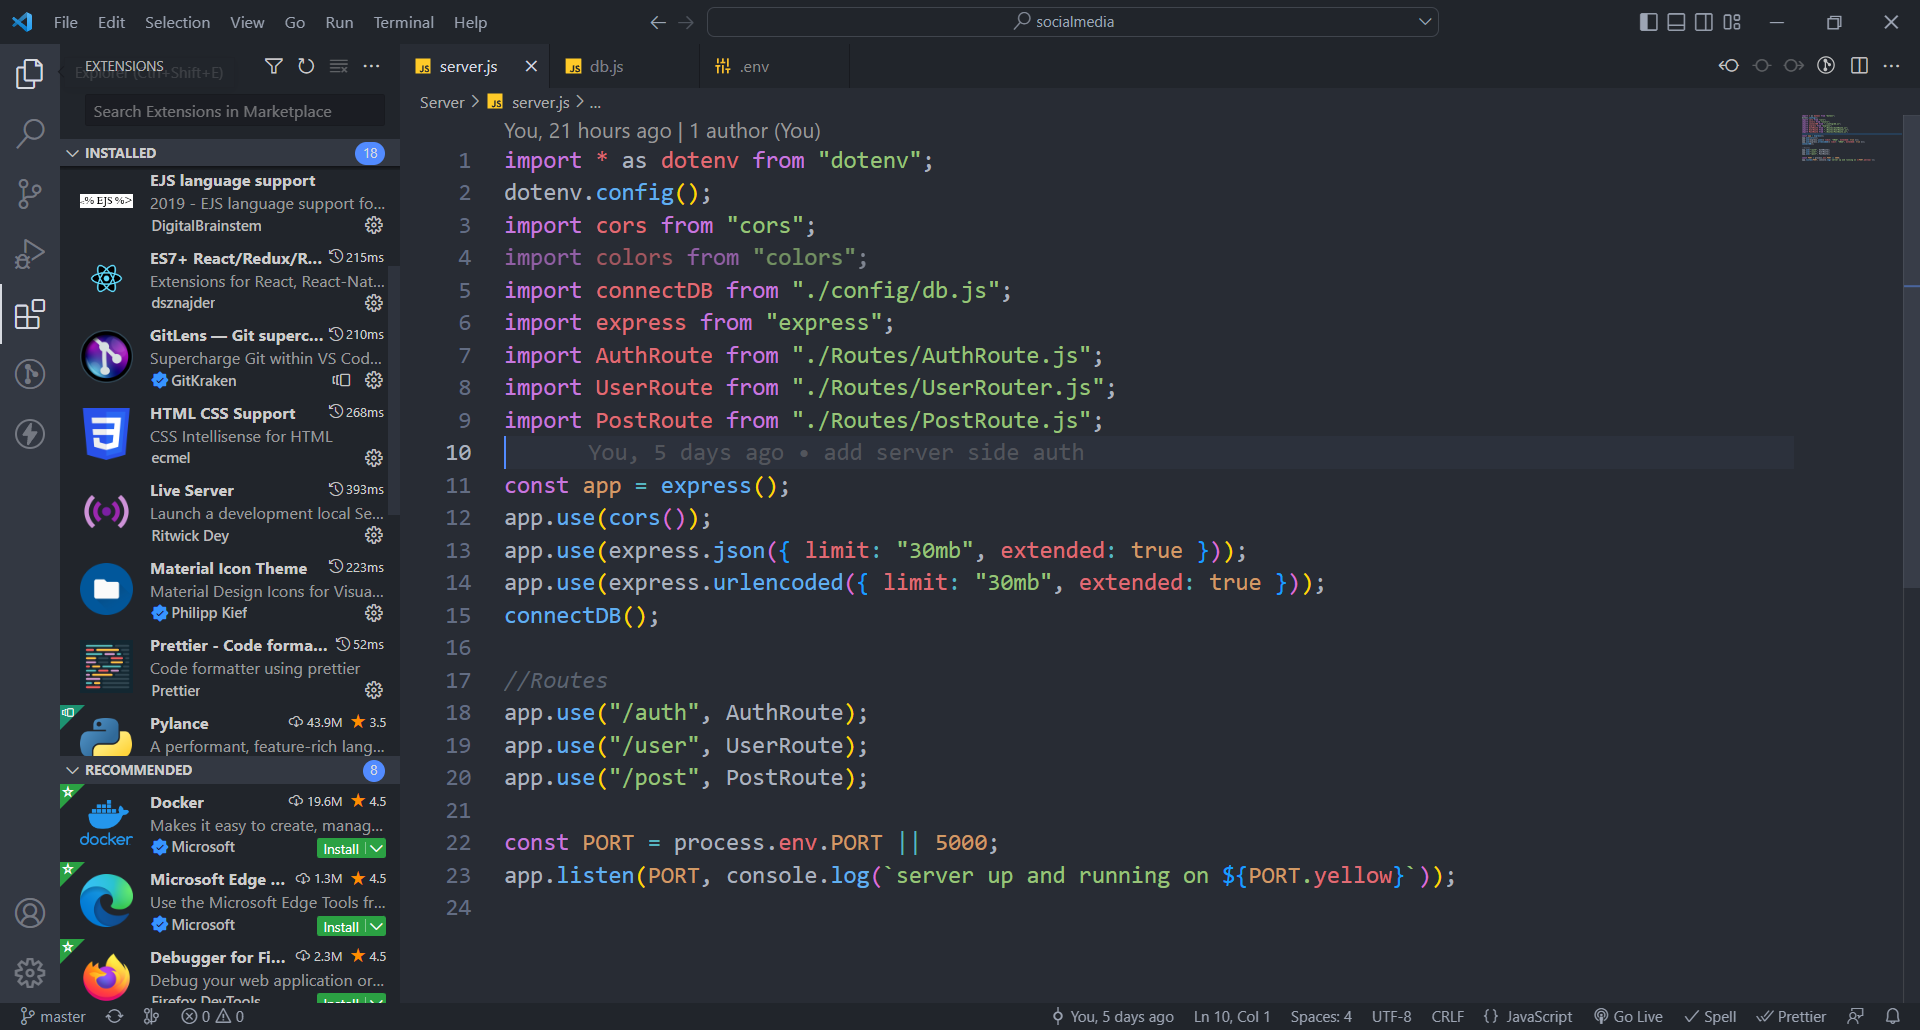 File Edit Selection View Go Run Terminal Help
socialmedia
EXTENSIONS
Explorer (Ctrl+Shift+E)
Search Extensions in Marketplace
INSTALLED 18
<% EJS %>
EJS language support
2019 - EJS language support fo...
DigitalBrainstem
ES7+ React/Redux/R... 215ms
Extensions for React, React-Nat...
dsznajder
GitLens — Git superc... 210ms
Supercharge Git within VS Cod...
GitKraken
HTML CSS Support 268ms
CSS Intellisense for HTML
ecmel
Live Server 393ms
Launch a development local Se...
Ritwick Dey
Material Icon Theme 223ms
Material Design Icons for Visua...
Philipp Kief
Prettier - Code forma... 52ms
Code formatter using prettier
Prettier
Pylance 43.9M 3.5
A performant, feature-rich lang...
RECOMMENDED 8
docker
Docker 19.6M 4.5
Makes it easy to create, manag...
Microsoft Install
Microsoft Edge ... 1.3M 4.5
Use the Microsoft Edge Tools fr...
Microsoft Install
Debugger for Fi... 2.3M 4.5
Debug your web application or...
Firefox DevTools Install
JS server.js JS db.js .env
Server > JS server.js > ...
You, 21 hours ago | 1 author (You)
1 import * as dotenv from "dotenv";
2 dotenv.config();
3 import cors from "cors";
4 import colors from "colors";
5 import connectDB from "./config/db.js";
6 import express from "express";
7 import AuthRoute from "./Routes/AuthRoute.js";
8 import UserRoute from "./Routes/UserRouter.js";
9 import PostRoute from "./Routes/PostRoute.js";
10 You, 5 days ago • add server side auth
11 const app = express();
12 app.use(cors());
13 app.use(express.json({ limit: "30mb", extended: true }));
14 app.use(express.urlencoded({ limit: "30mb", extended: true }));
15 connectDB();
16
17 //Routes
18 app.use("/auth", AuthRoute);
19 app.use("/user", UserRoute);
20 app.use("/post", PostRoute);
21
22 const PORT = process.env.PORT || 5000;
23 app.listen(PORT, console.log(`server up and running on ${PORT.yellow}`));
24
master 0 0 You, 5 days ago Ln 10, Col 1 Spaces: 4 UTF-8 CRLF {} JavaScript Go Live Spell Prettier